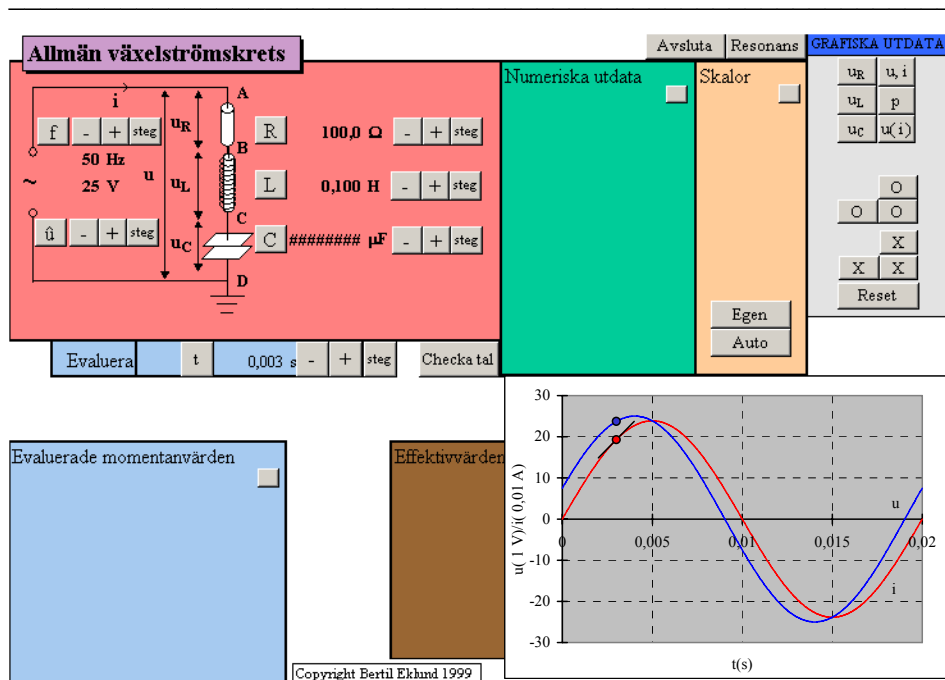 Allmän växelströmskrets
Avsluta Resonans GRAFISKA UTDATA
Numeriska utdata
Skalor
uR u, i
uL p
uC u(i)
O
O O
X
X X
Reset
i A
f - + steg
50 Hz
25 V
~
û - + steg
u
uR
uL
uC
B
C
D
R 100,0 Ω - + steg
L 0,100 H - + steg
C ######## µF - + steg
Egen
Auto
Evaluera t 0,003 s - + steg
Checka tal
Evaluerade momentanvärden
Effektivvärden
Copyright Bertil Eklund 1999
u( 1 V)/i( 0,01 A)
30
20
10
0
-10
-20
-30
0 0,005 0,01 0,015 0,02
u
i
t(s)